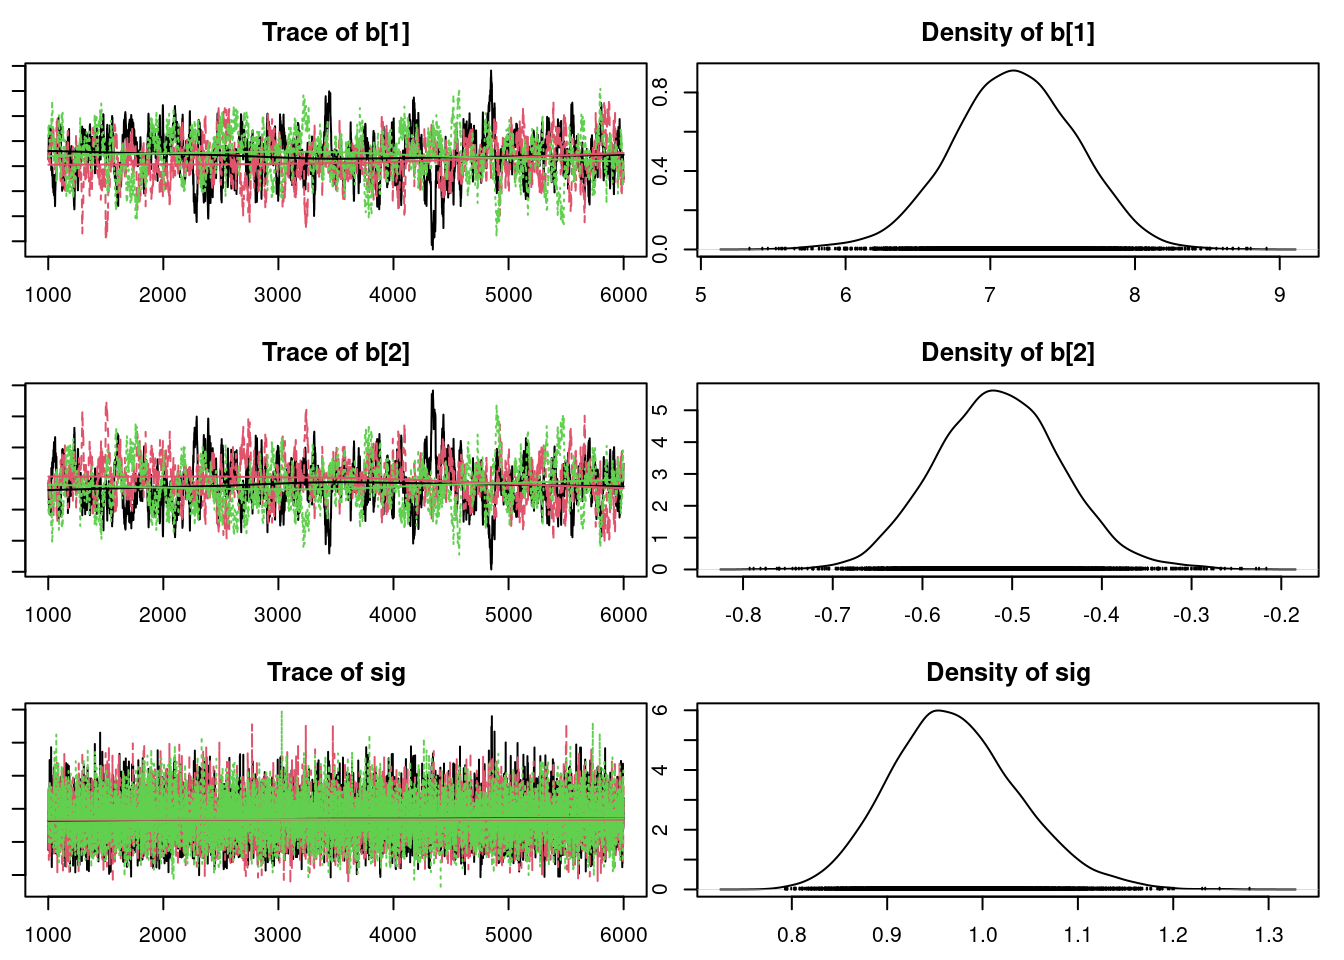 Trace of b[1]
1000 2000 3000 4000 5000 6000
Density of b[1]
0.0 0.4 0.8
5 6 7 8 9
Trace of b[2]
1000 2000 3000 4000 5000 6000
Density of b[2]
0 1 2 3 4 5
-0.8 -0.7 -0.6 -0.5 -0.4 -0.3 -0.2
Trace of sig
1000 2000 3000 4000 5000 6000
Density of sig
0 2 4 6
0.8 0.9 1.0 1.1 1.2 1.3